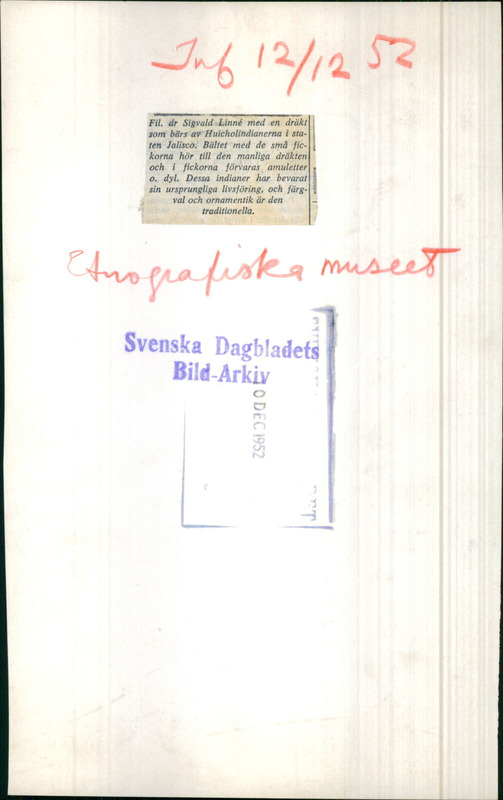 Inf 12/12 52
Fil. dr Sigvald Linné med en dräkt
som bärs av Huicholindianerna i sta-
ten Jalisco. Bältet med de små fic-
korna hör till den manliga dräkten
och i fickorna förvaras amuletter
o. dyl. Dessa indianer har bevarat
sin ursprungliga livsföring, och färg-
val och ornamentik är den
traditionella.
Etnografiska museet
Svenska Dagbladets
Bild-Arkiv
0 DEC 1952